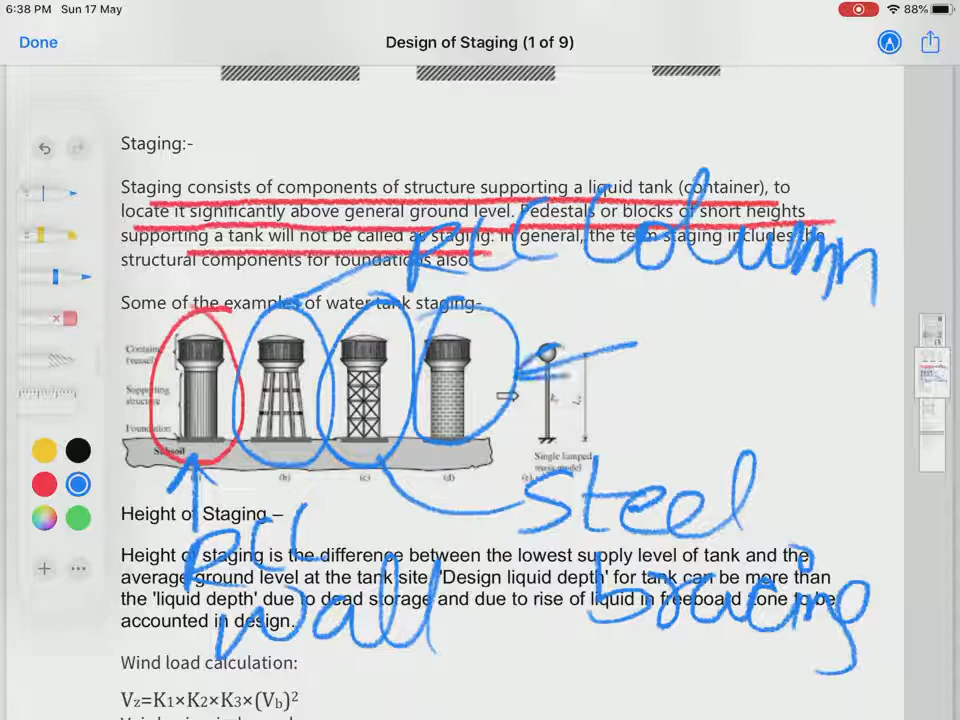 6:38 PM Sun 17 May
88%
Done
Design of Staging (1 of 9)
Staging:-
Staging consists of components of structure supporting a liquid tank (container), to
locate it significantly above general ground level. Pedestals or blocks of short heights
supporting a tank will not be called as staging. In general, the term staging includes the
structural components for foundations also.
RCC Column
Some of the examples of water tank staging-
Supporting
structure
Foundation
Subsoil
(b)
(c)
(d)
Single lumped
mass model
Steel
bracing
RCC
wall
Height of Staging –
Height of staging is the difference between the lowest supply level of tank and the
average ground level at the tank site. 'Design liquid depth' for tank can be more than
the 'liquid depth' due to dead storage and due to rise of liquid in freeboard zone to be
accounted in design.
Wind load calculation:
Vz=K1×K2×K3×(Vb)2